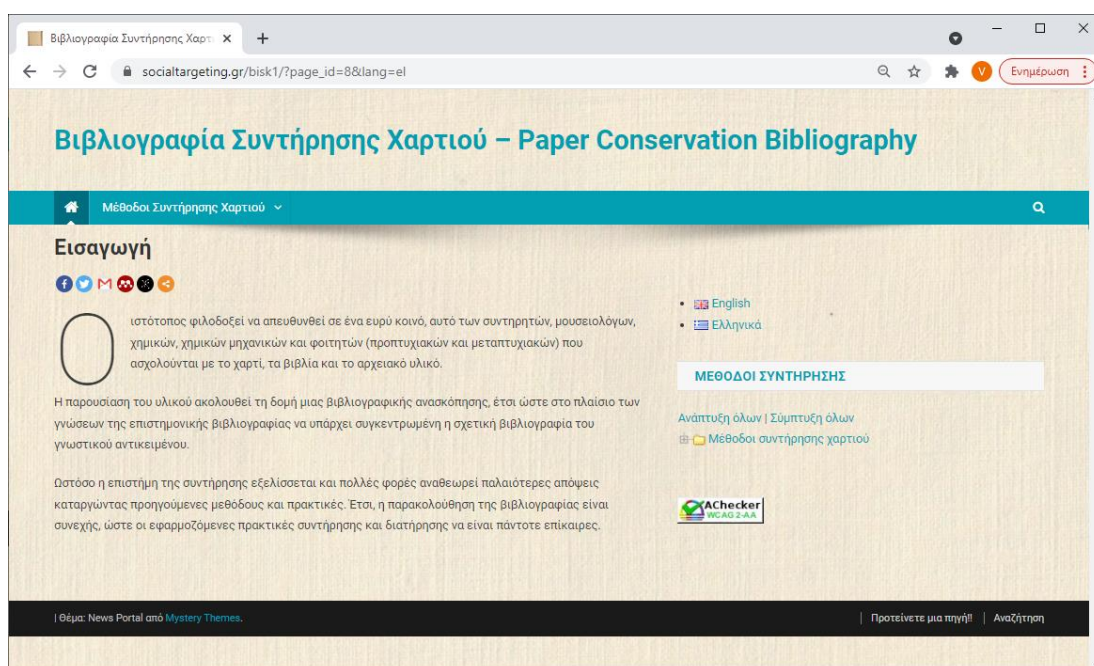 Βιβλιογραφία Συντήρησης Χαρτι
socialtargeting.gr/bisk1/?page_id=8&lang=el
V
Ενημέρωση
Βιβλιογραφία Συντήρησης Χαρτιού – Paper Conservation Bibliography
Μέθοδοι Συντήρησης Χαρτιού
Εισαγωγή
Ο ιστότοπος φιλοδοξεί να απευθυνθεί σε ένα ευρύ κοινό, αυτό των συντηρητών, μουσειολόγων,
χημικών, χημικών μηχανικών και φοιτητών (προπτυχιακών και μεταπτυχιακών) που
ασχολούνται με το χαρτί, τα βιβλία και το αρχειακό υλικό.
Η παρουσίαση του υλικού ακολουθεί τη δομή μιας βιβλιογραφικής ανασκόπησης, έτσι ώστε στο πλαίσιο των
γνώσεων της επιστημονικής βιβλιογραφίας να υπάρχει συγκεντρωμένη η σχετική βιβλιογραφία του
γνωστικού αντικειμένου.
Ωστόσο η επιστήμη της συντήρησης εξελίσσεται και πολλές φορές αναθεωρεί παλαιότερες απόψεις
καταργώντας προηγούμενες μεθόδους και πρακτικές. Έτσι, η παρακολούθηση της βιβλιογραφίας είναι
συνεχής, ώστε οι εφαρμοζόμενες πρακτικές συντήρησης και διατήρησης να είναι πάντοτε επίκαιρες.
English
Ελληνικά
ΜΕΘΟΔΟΙ ΣΥΝΤΗΡΗΣΗΣ
Ανάπτυξη όλων | Σύμπτυξη όλων
Μέθοδοι συντήρησης χαρτιού
AChecker
WCAG 2-AA
| Θέμα: News Portal από Mystery Themes.
Προτείνετε μια πηγή!! | Αναζήτηση